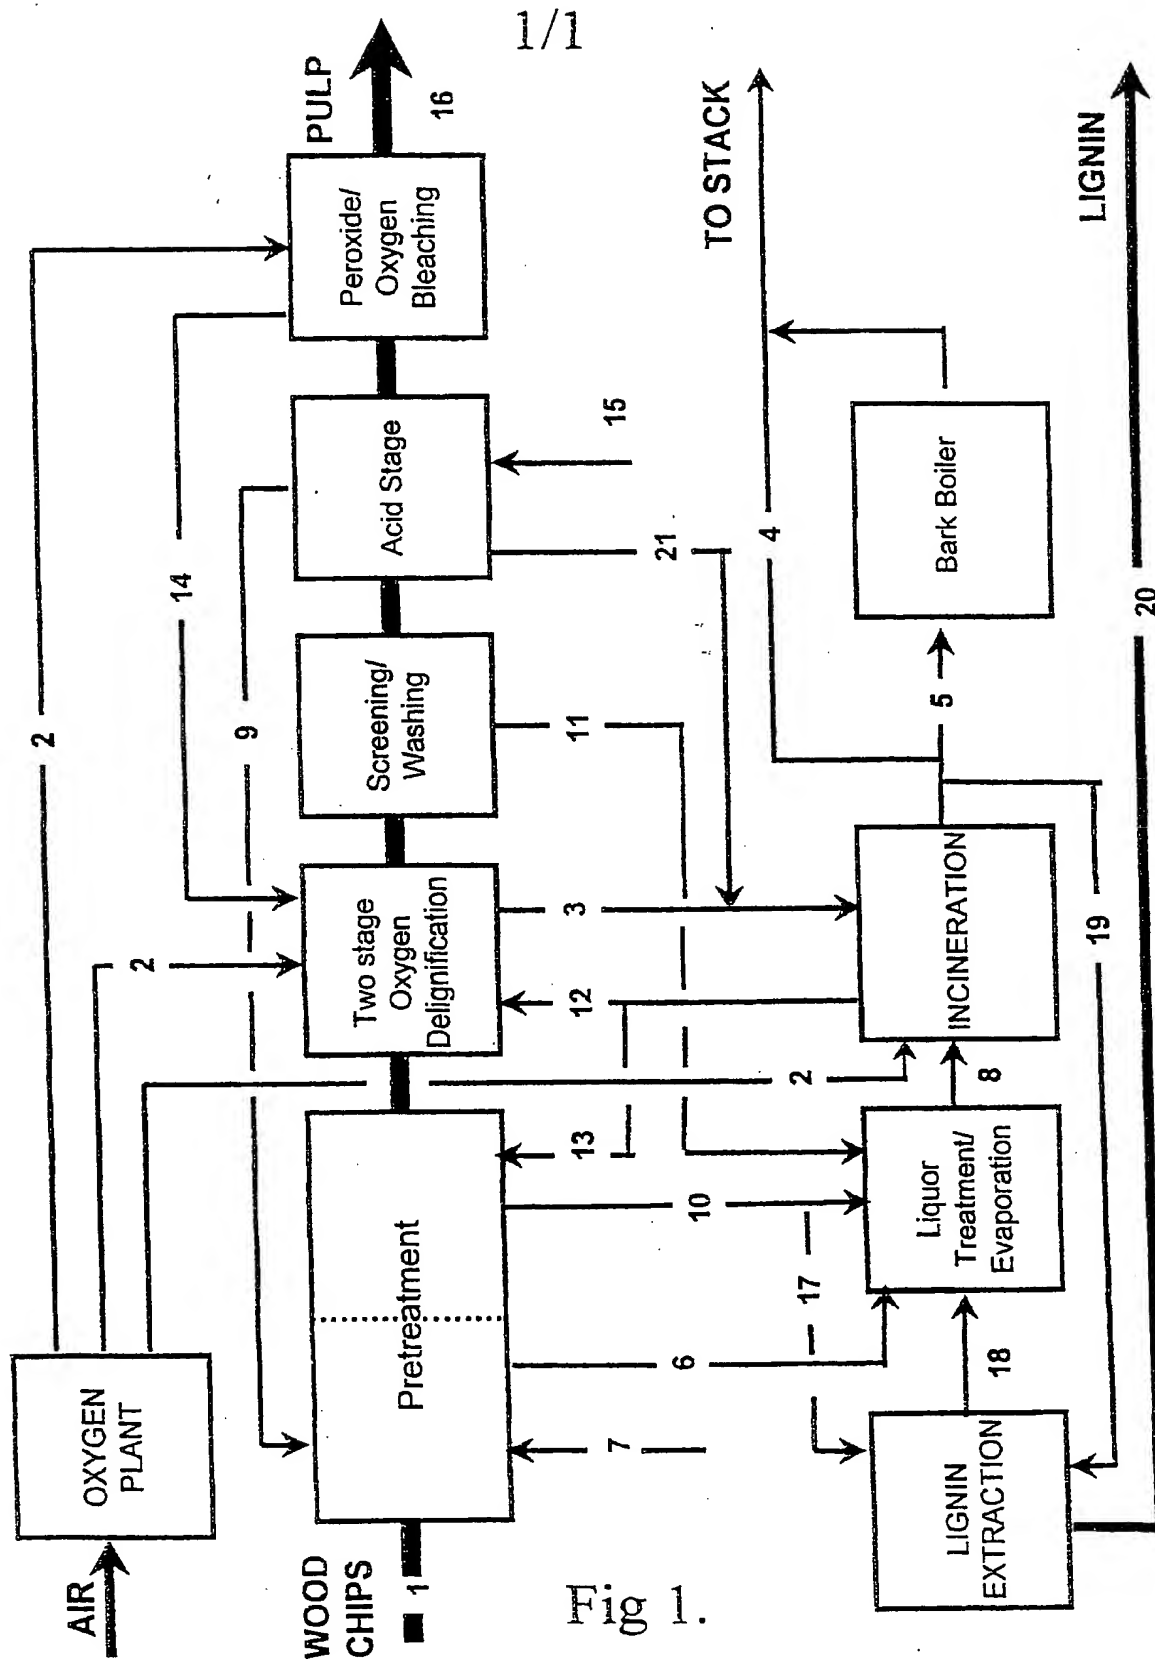 1/1
AIR
OXYGEN
PLANT
2
2
2
14
9
WOOD
CHIPS
1
Pretreatment
Two stage
Oxygen
Delignification
Screening/
Washing
Acid Stage
Peroxide/
Oxygen
Bleaching
PULP
16
7
6
10
13
12
3
11
21
15
17
2
TO STACK
4
LIGNIN
EXTRACTION
18
Liquor
Treatment/
Evaporation
8
INCINERATION
5
Bark Boiler
19
20
LIGNIN
Fig 1.